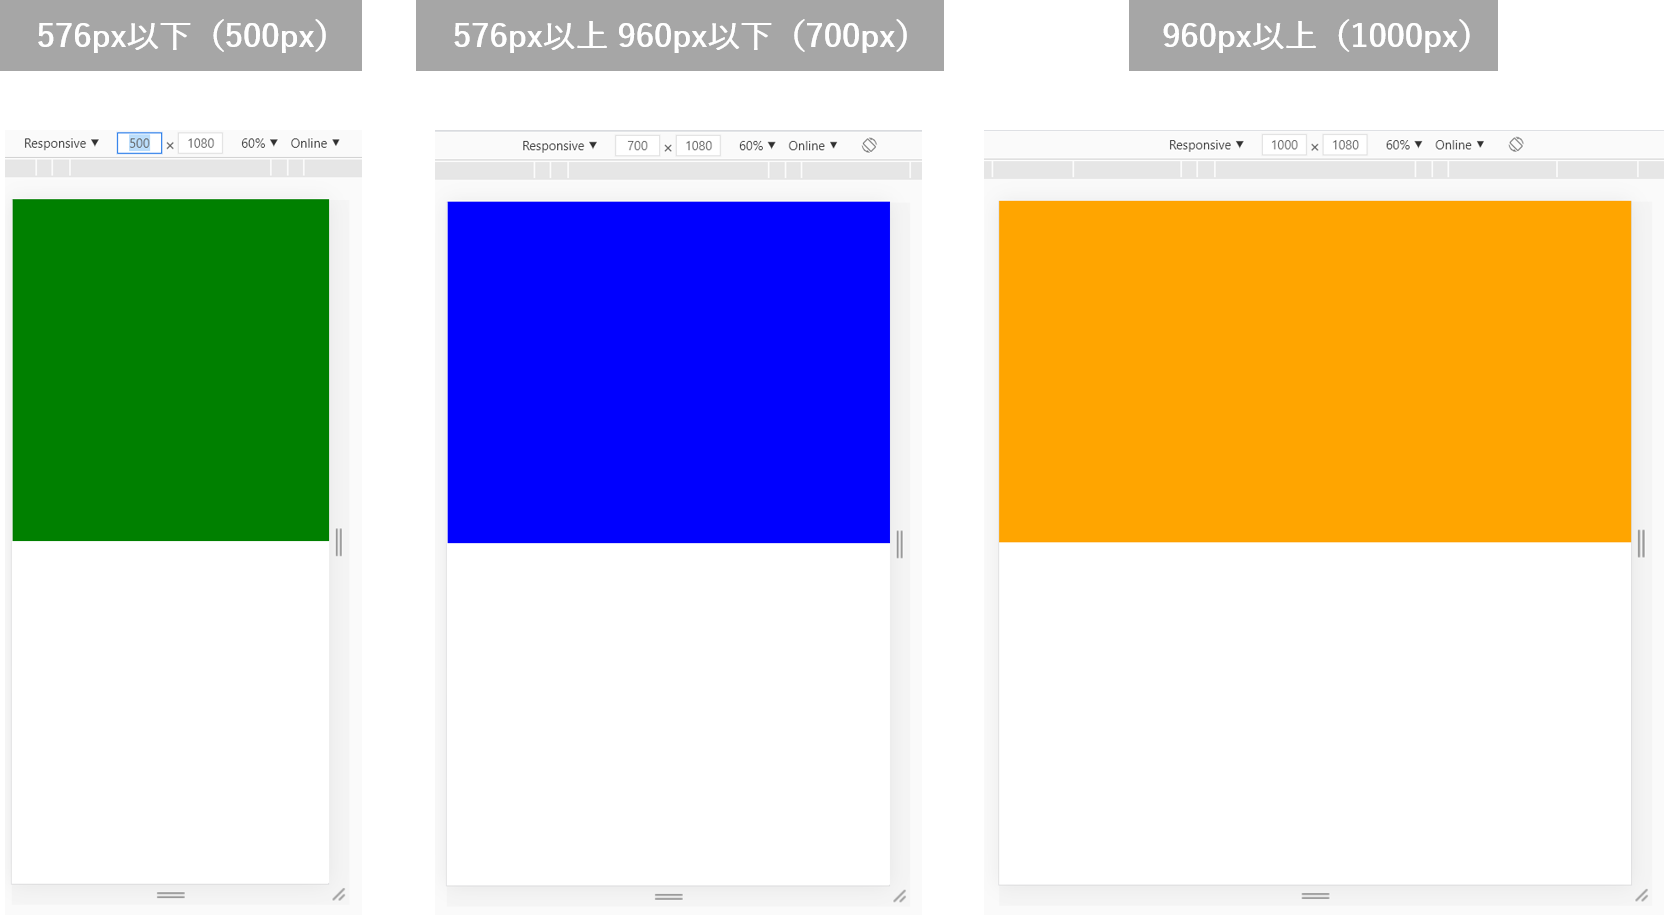 576px以下（500px）
576px以上 960px以下（700px）
960px以上（1000px）
Responsive ▼ 500 × 1080 60% ▼ Online ▼
Responsive ▼ 700 × 1080 60% ▼ Online ▼
Responsive ▼ 1000 × 1080 60% ▼ Online ▼